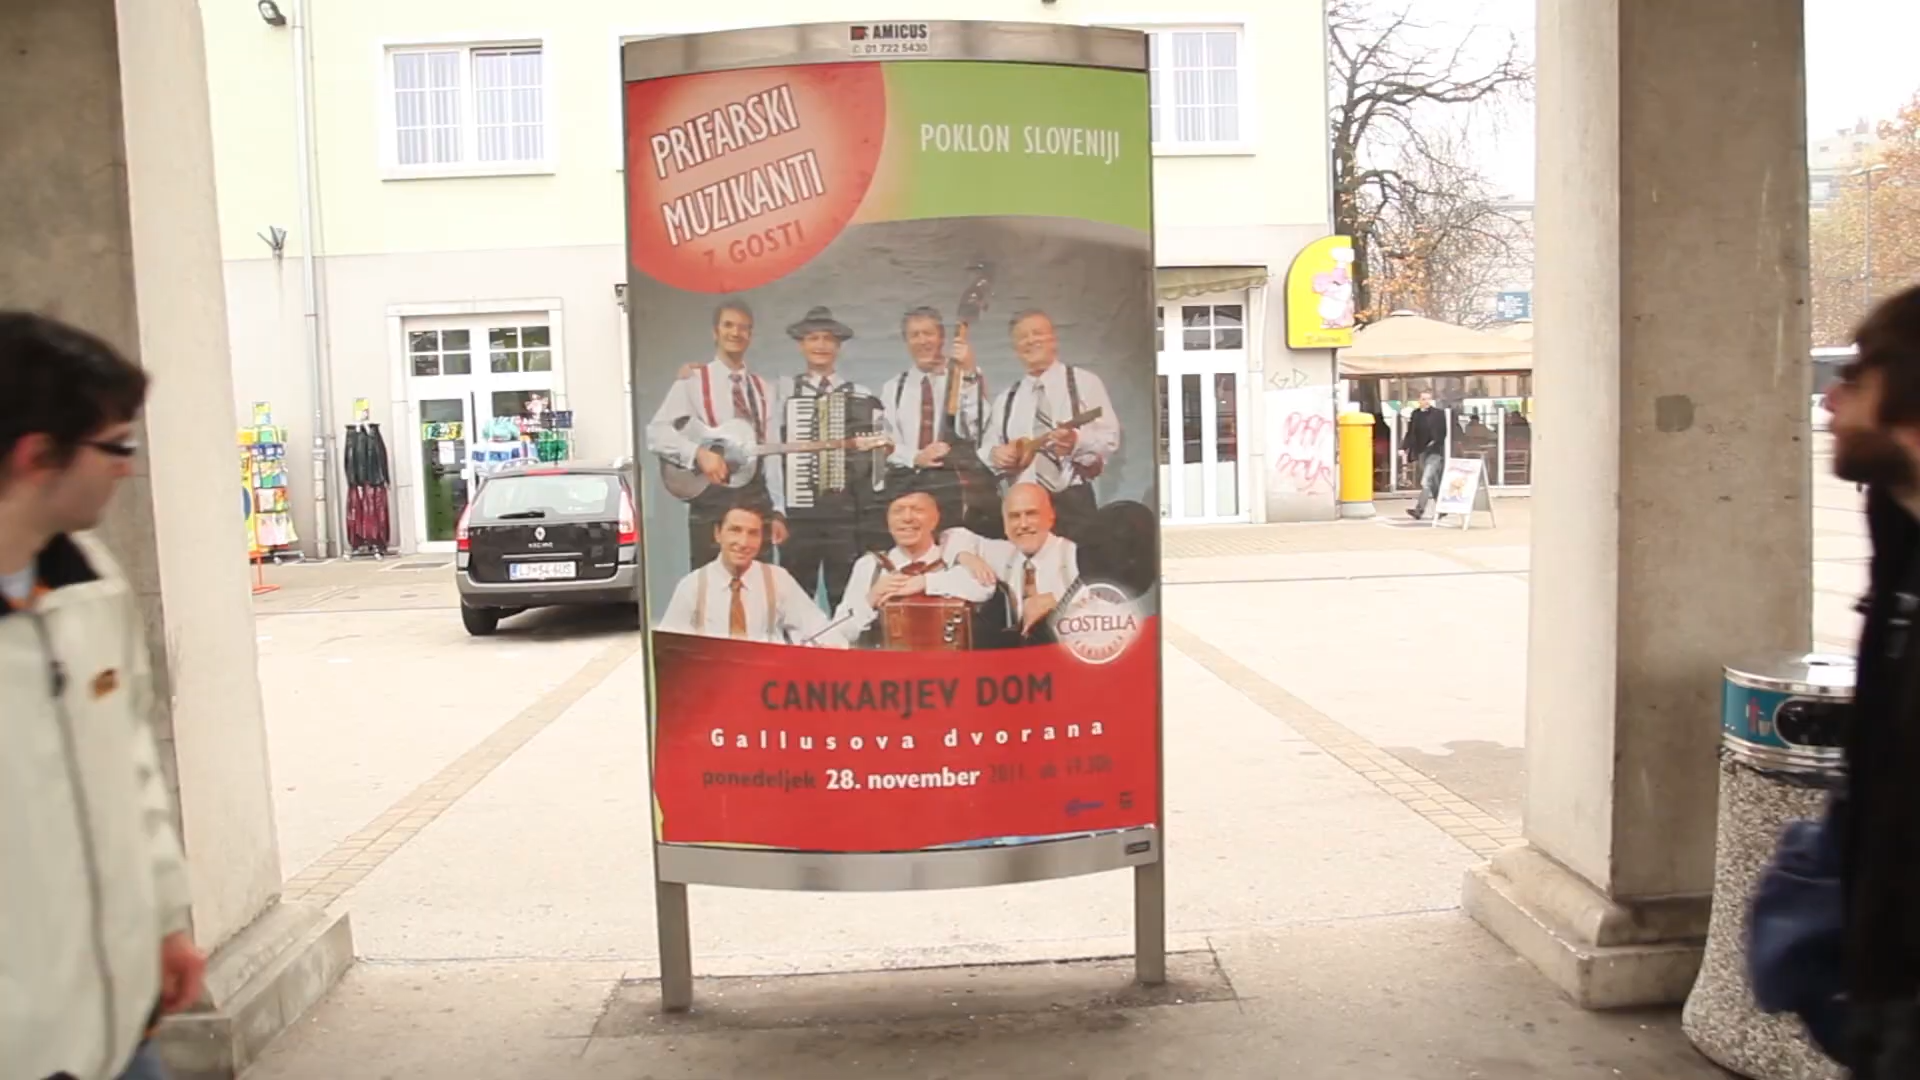 AMICUS
01 722 5430
PRIFARSKI
MUZIKANTI
Z GOSTI
POKLON SLOVENIJI
COSTELLA
CANKARJEV DOM
Gallusova dvorana
ponedeljek 28. november 2011, ob 19.30h